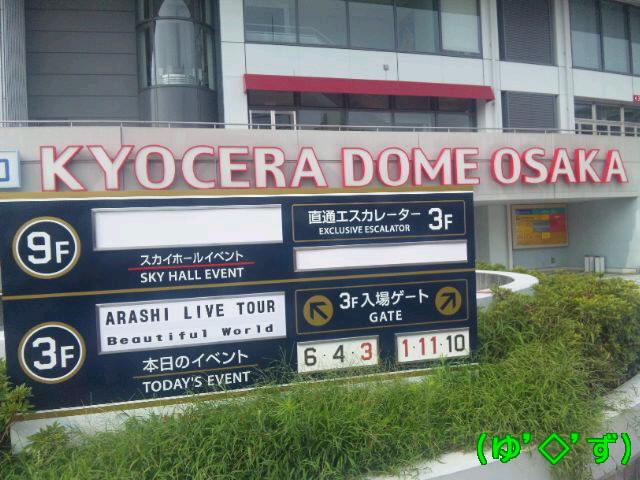 KYOCERA DOME OSAKA
9F
スカイホールイベント
SKY HALL EVENT
直通エスカレーター 3F
EXCLUSIVE ESCALATOR
3F
ARASHI LIVE TOUR
Beautiful World
本日のイベント
TODAY'S EVENT
3F入場ゲート
GATE
6・4・3
1・11・10
(ゆ'◇'ず)